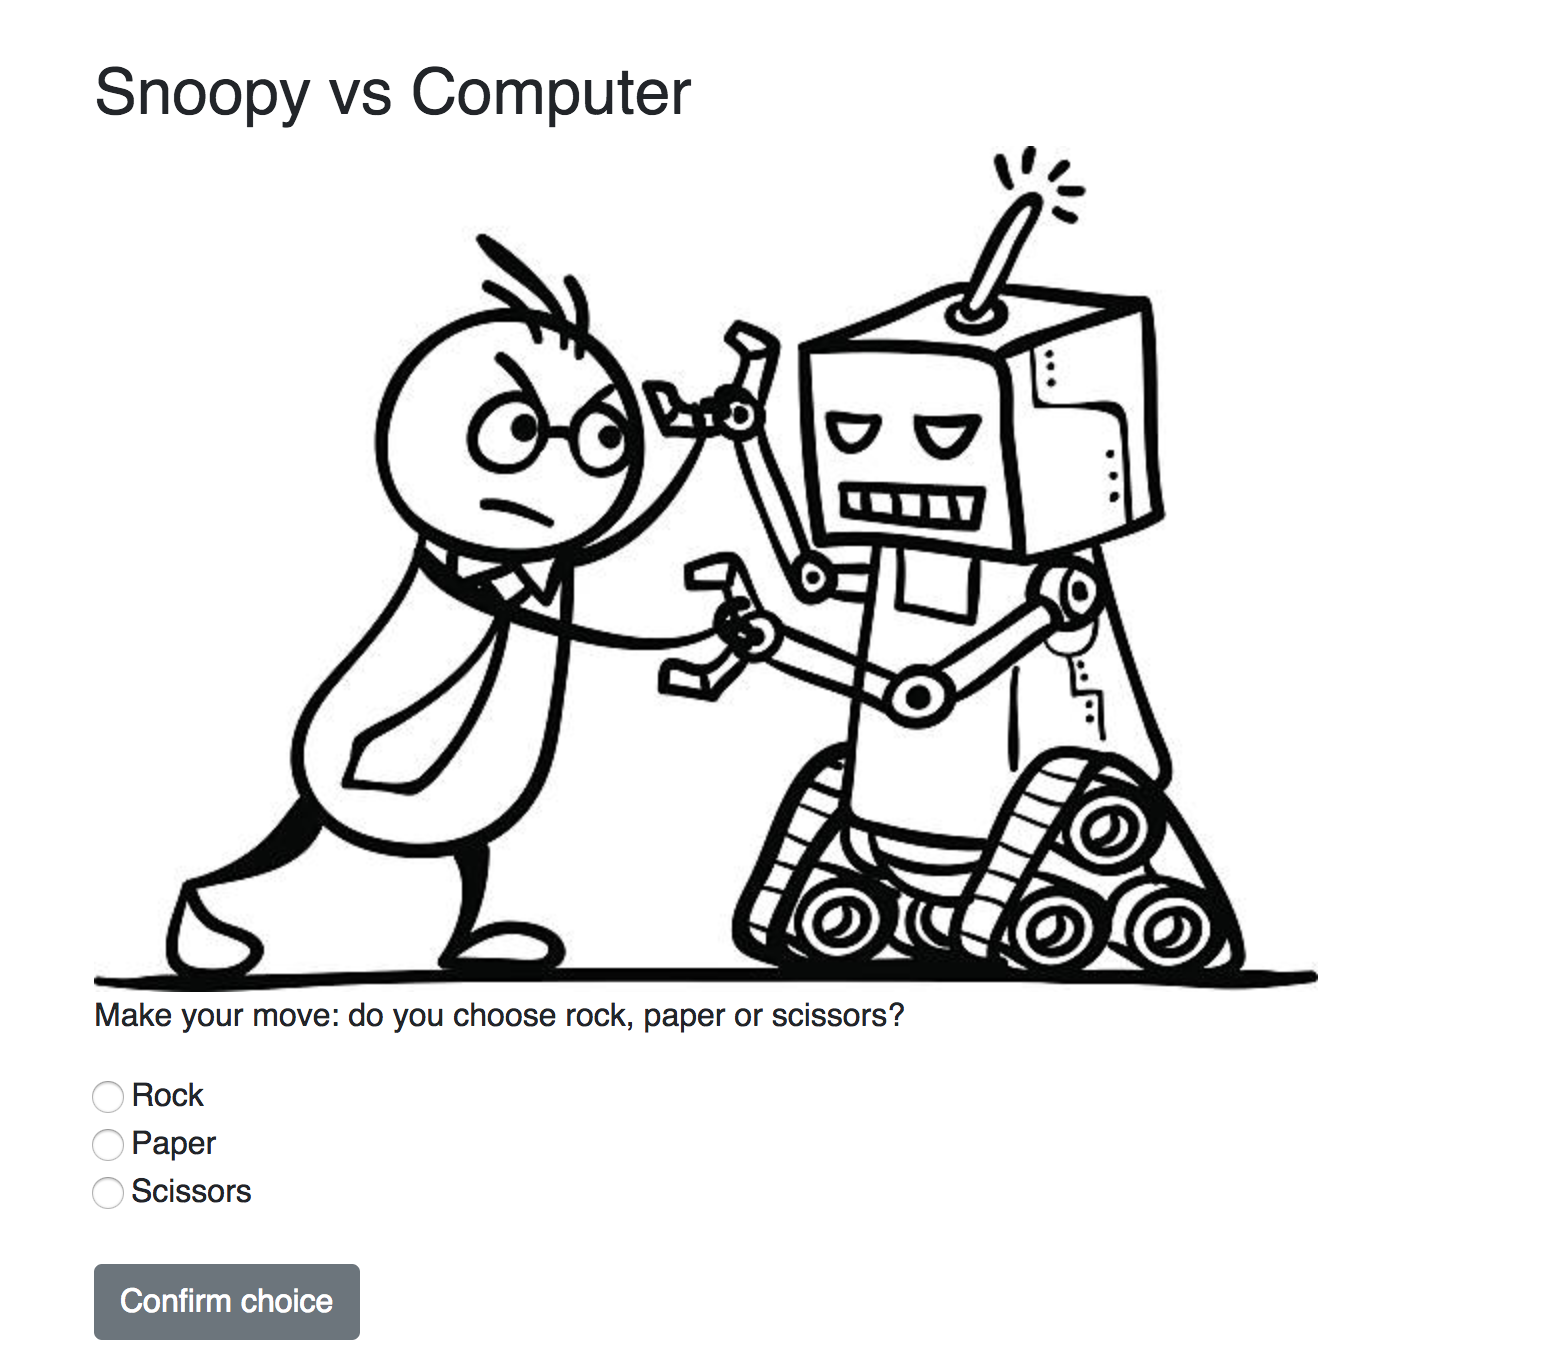 Snoopy vs Computer
Make your move: do you choose rock, paper or scissors?
Rock
Paper
Scissors
Confirm choice